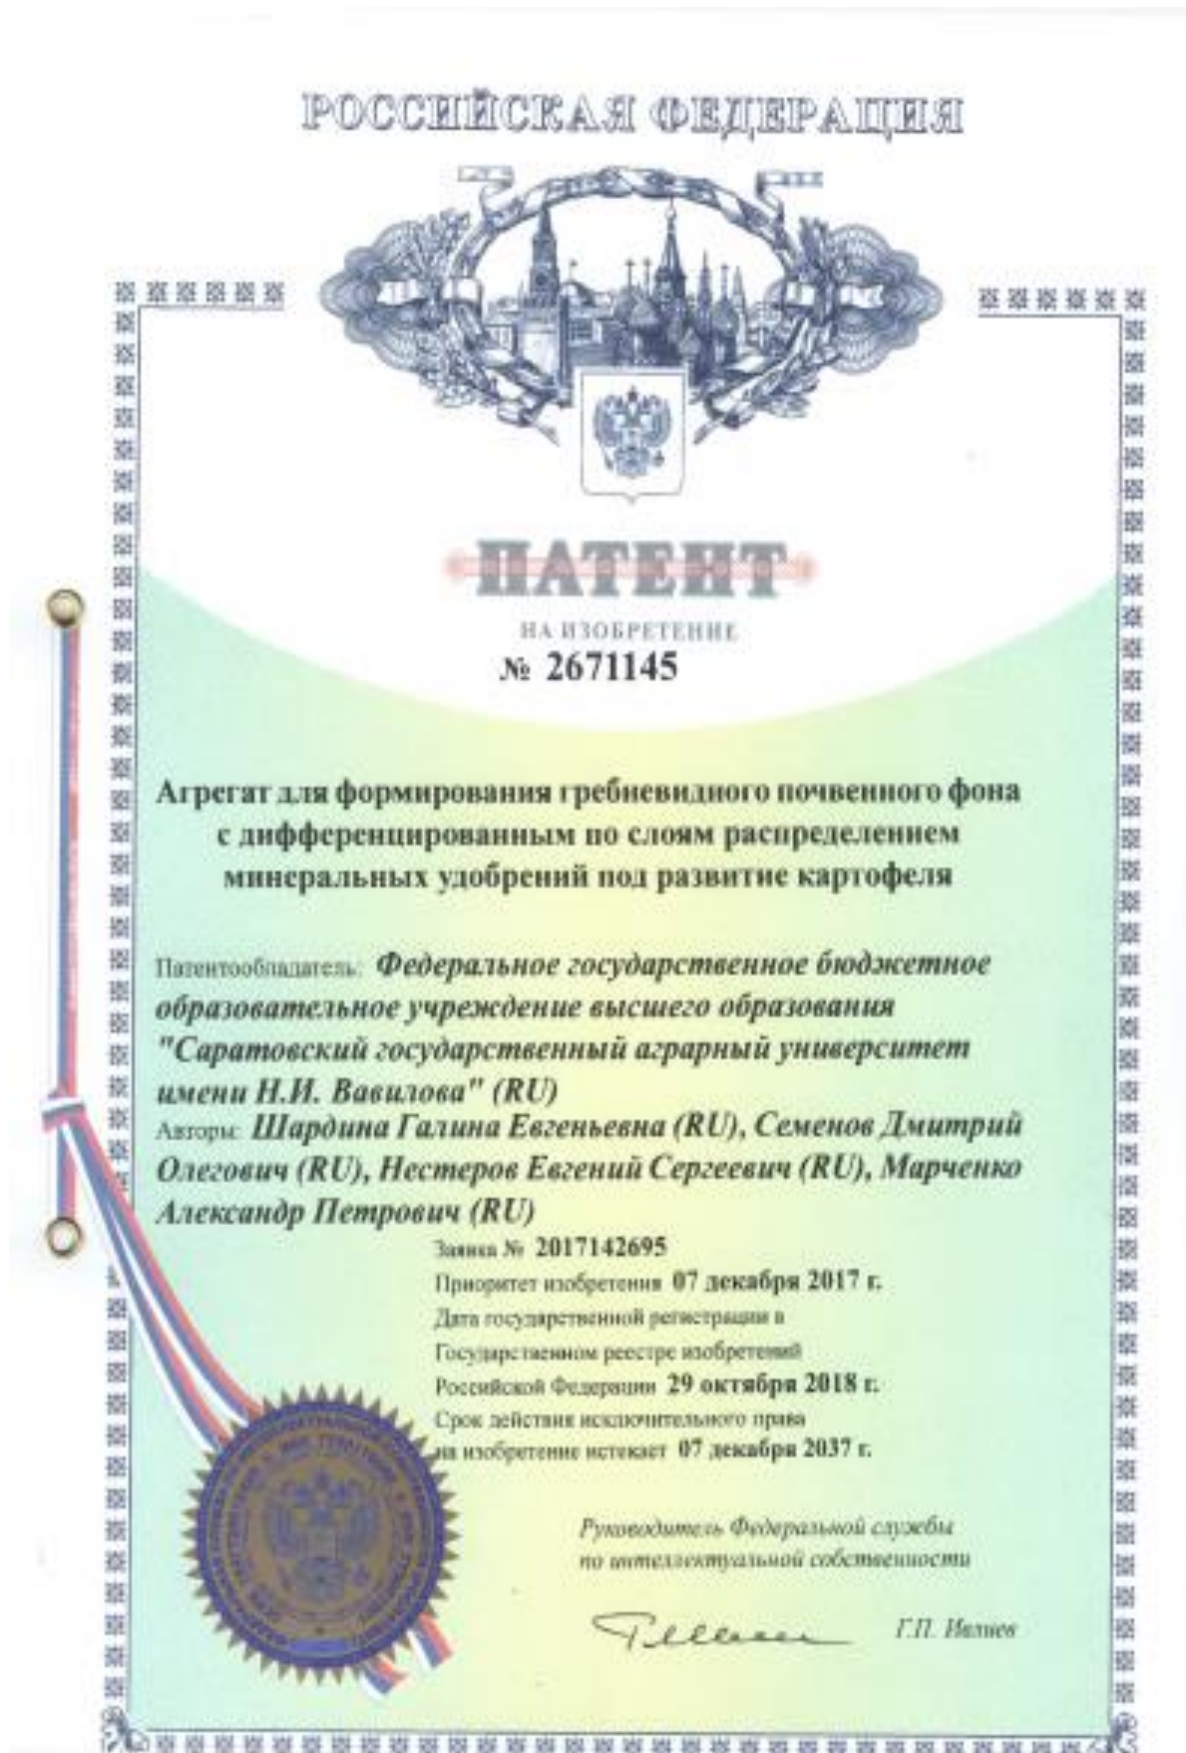 РОССИЙСКАЯ ФЕДЕРАЦИЯ
ПАТЕНТ
НА ИЗОБРЕТЕНИЕ
№ 2671145
Агрегат для формирования гребневидного почвенного фона
с дифференцированным по слоям распределением
минеральных удобрений под развитие картофеля
Патентообладатель: Федеральное государственное бюджетное
образовательное учреждение высшего образования
"Саратовский государственный аграрный университет
имени Н.И. Вавилова" (RU)
Авторы: Шардина Галина Евгеньевна (RU), Семенов Дмитрий
Олегович (RU), Нестеров Евгений Сергеевич (RU), Марченко
Александр Петрович (RU)
Заявка № 2017142695
Приоритет изобретения 07 декабря 2017 г.
Дата государственной регистрации в
Государственном реестре изобретений
Российской Федерации 29 октября 2018 г.
Срок действия исключительного права
на изобретение истекает 07 декабря 2037 г.
Руководитель Федеральной службы
по интеллектуальной собственности
Г.П. Ивлиев